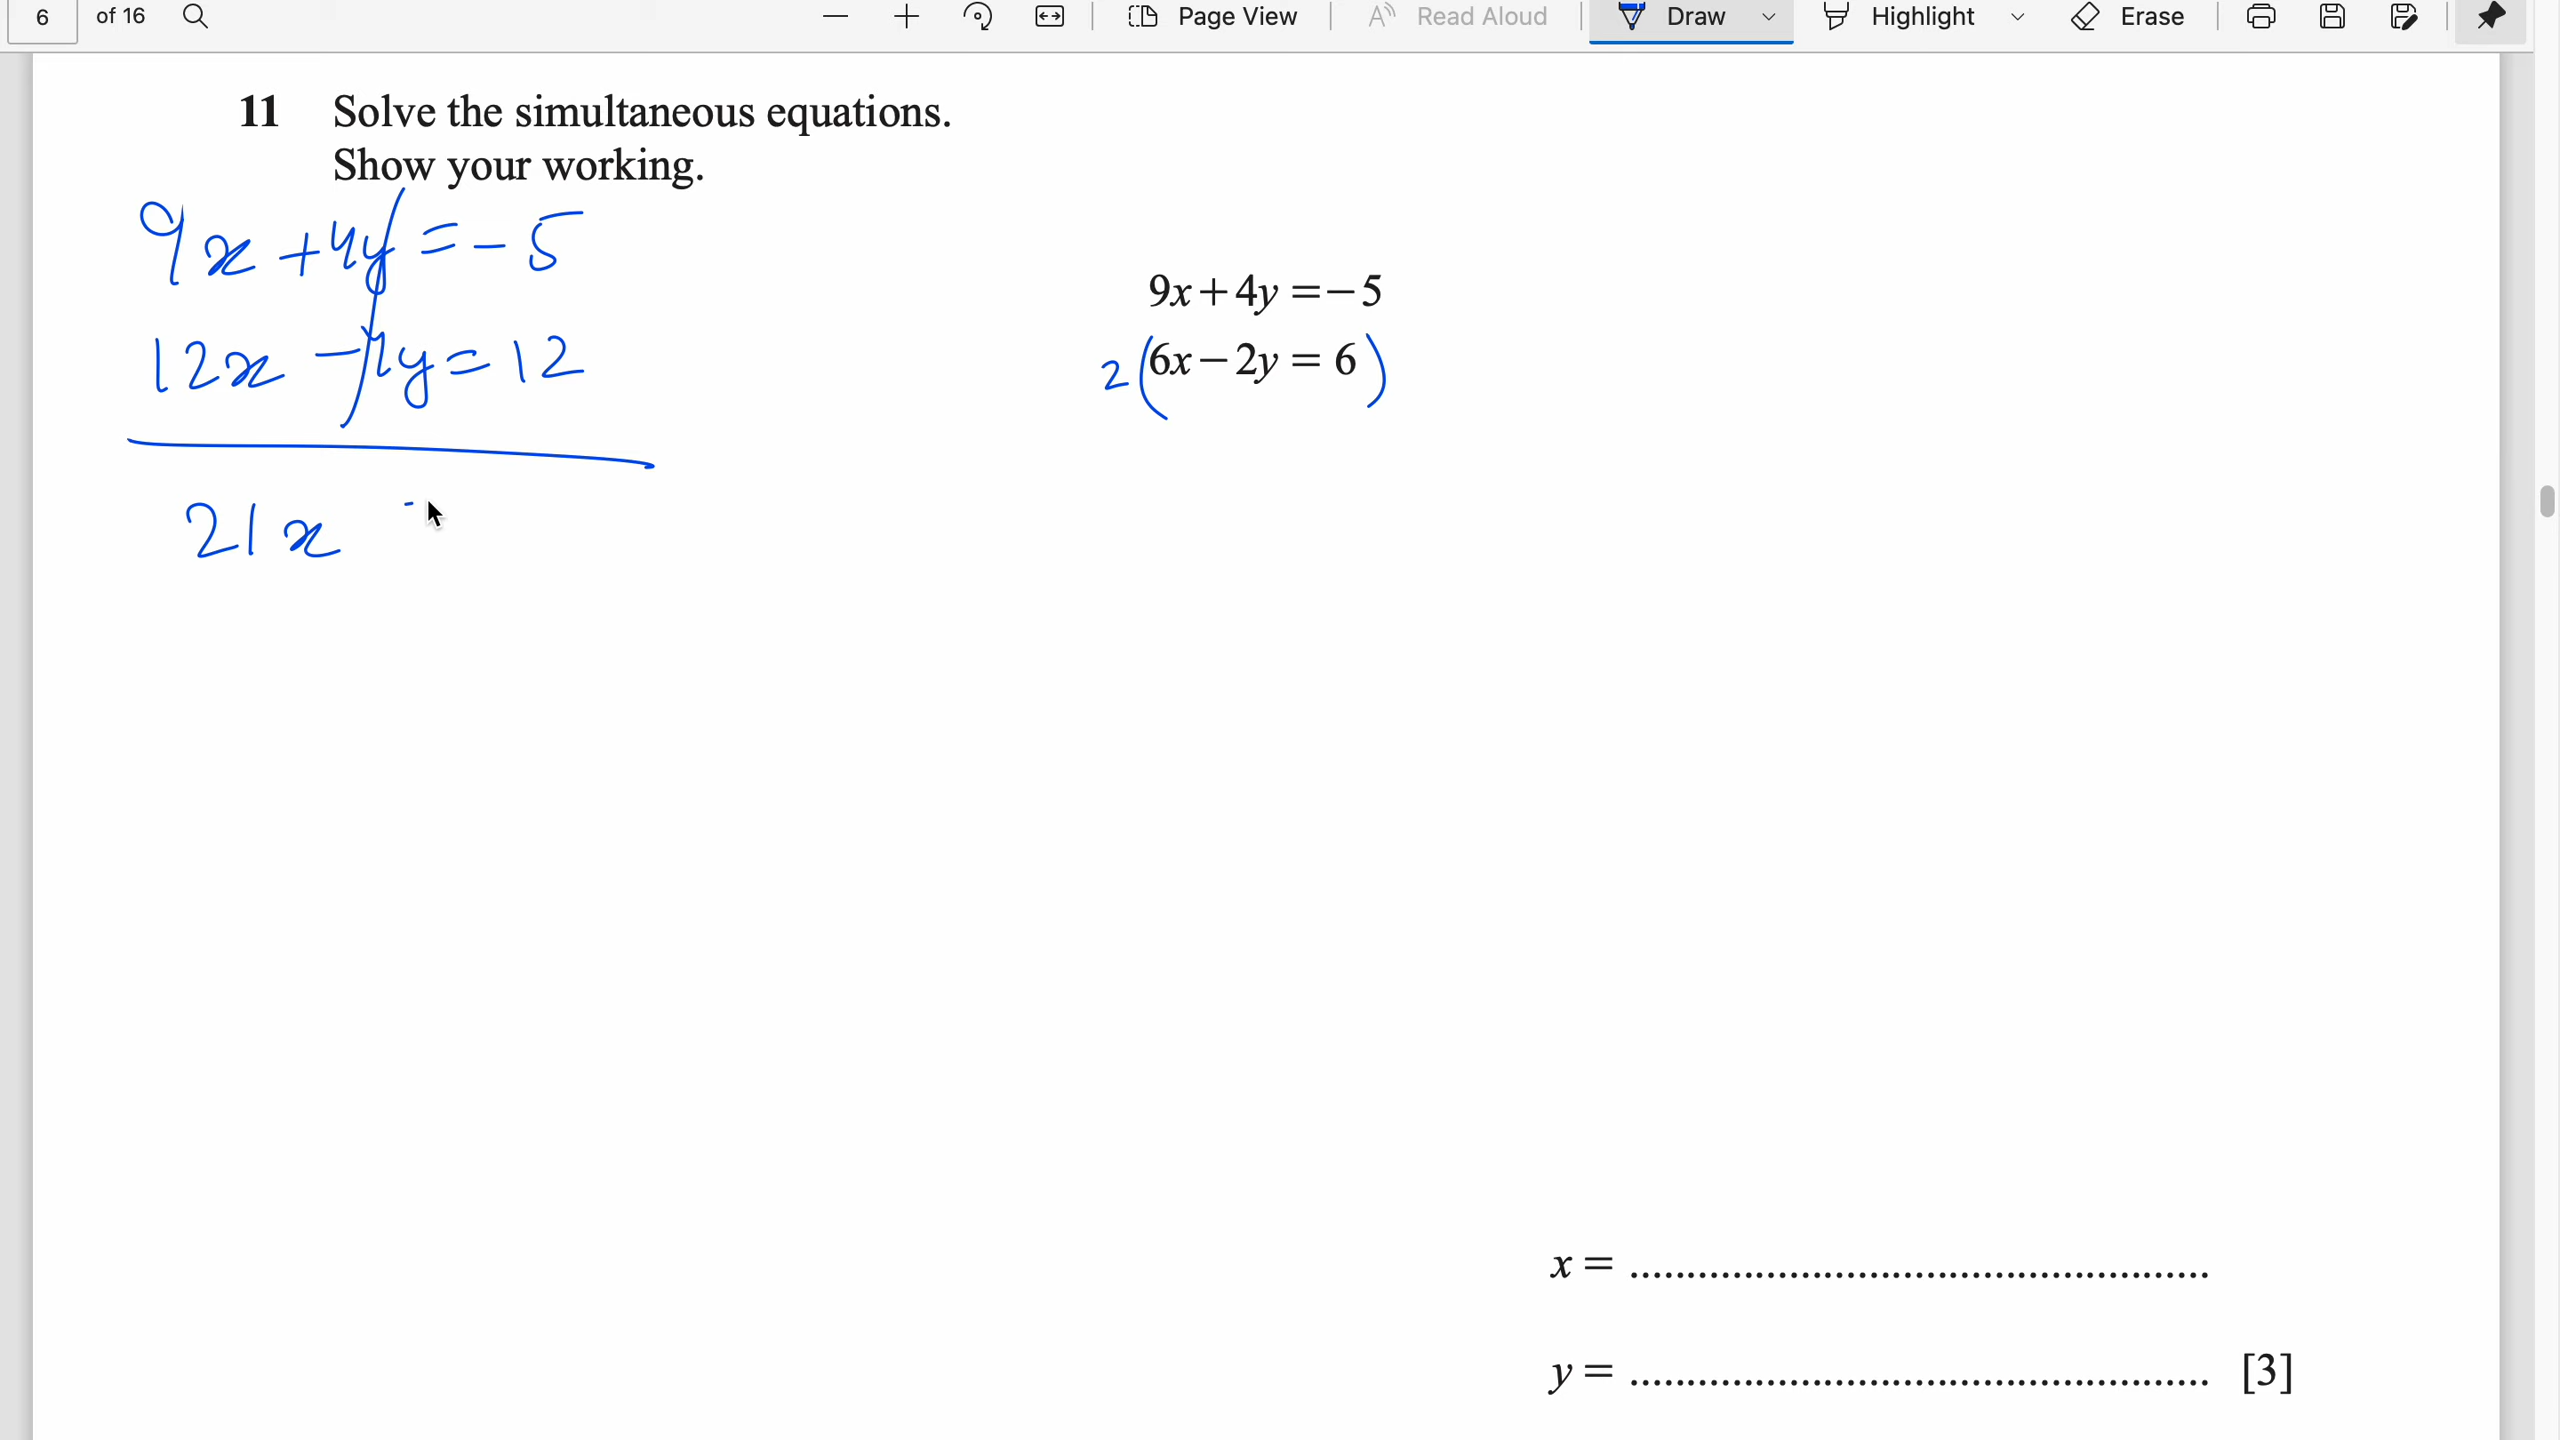 6 of 16 Page View Read Aloud Draw Highlight Erase
11 Solve the simultaneous equations.
Show your working.
9x + 4y = - 5
12x - 4y = 12
21x
9x + 4y = - 5
2(6x - 2y = 6)
x = ....................................................
y = .................................................... [3]